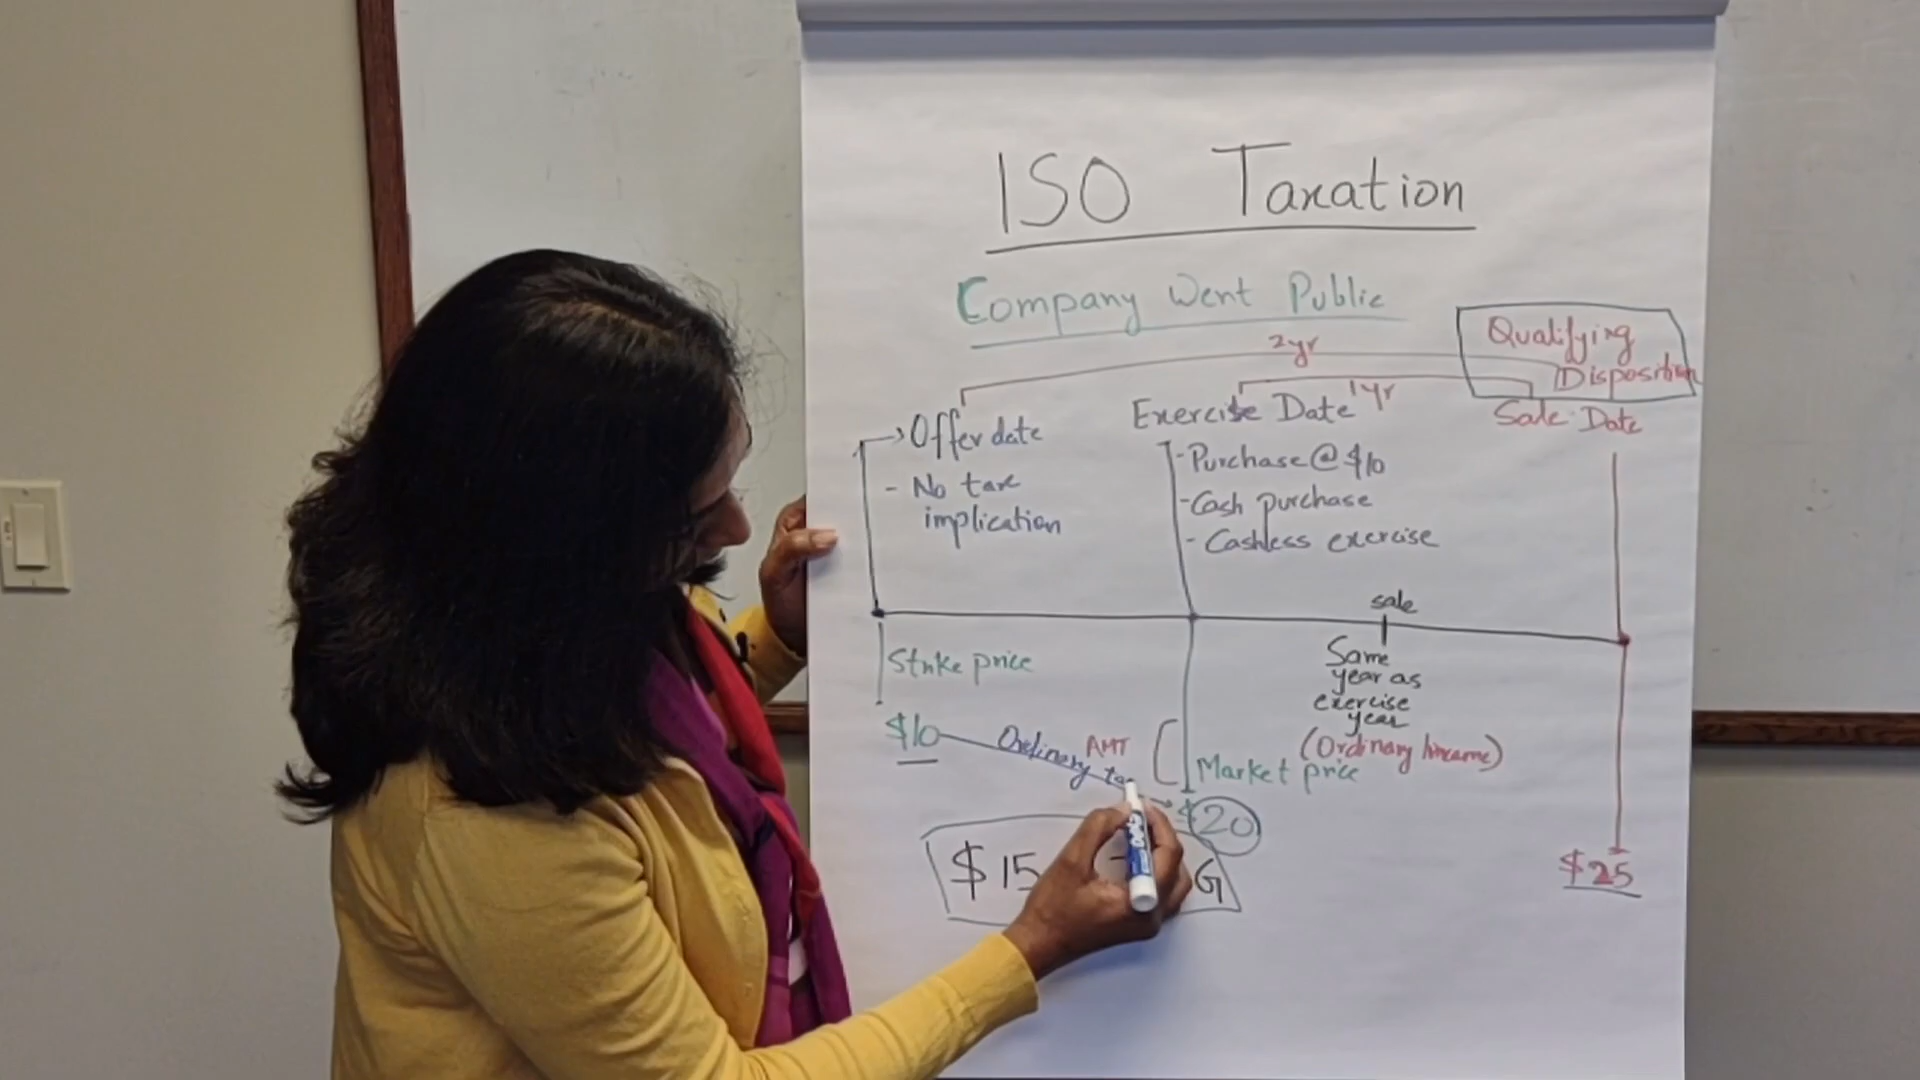 ISO Taxation
Company Went Public
2yr
Qualifying
Disposition
1yr
Offer date
Exercise Date
Sale Date
- No tax
implication
- Purchase @ $10
- Cash purchase
- Cashless exercise
sale
Same
year as
exercise
year
(Ordinary Income)
Strike price
$10
Ordinary
AMT
Market price
$20
$15
G
$25
EXPO